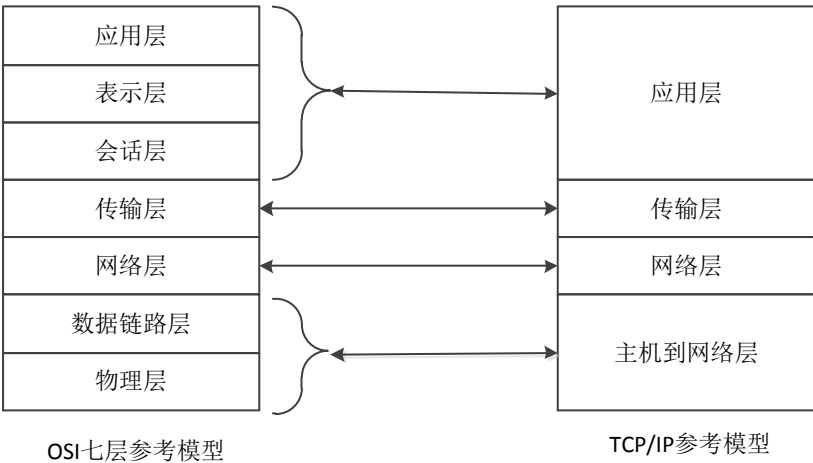 应用层
表示层
会话层
传输层
网络层
数据链路层
物理层
OSI七层参考模型
应用层
传输层
网络层
主机到网络层
TCP/IP参考模型